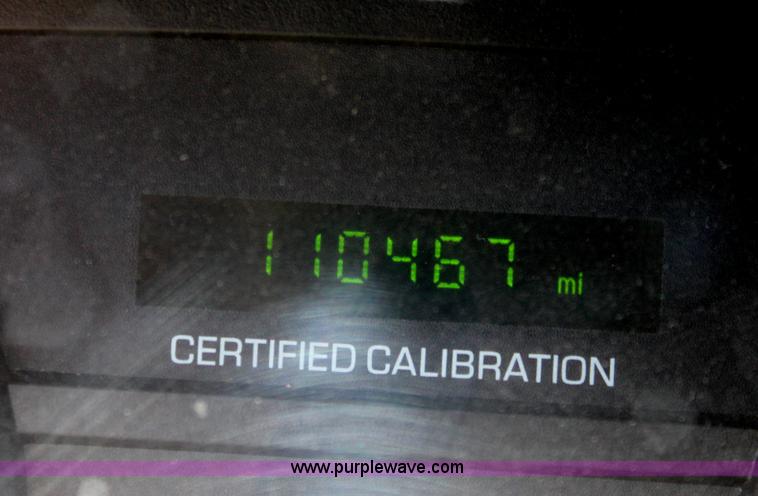 110467 mi
CERTIFIED CALIBRATION
www.purplewave.com